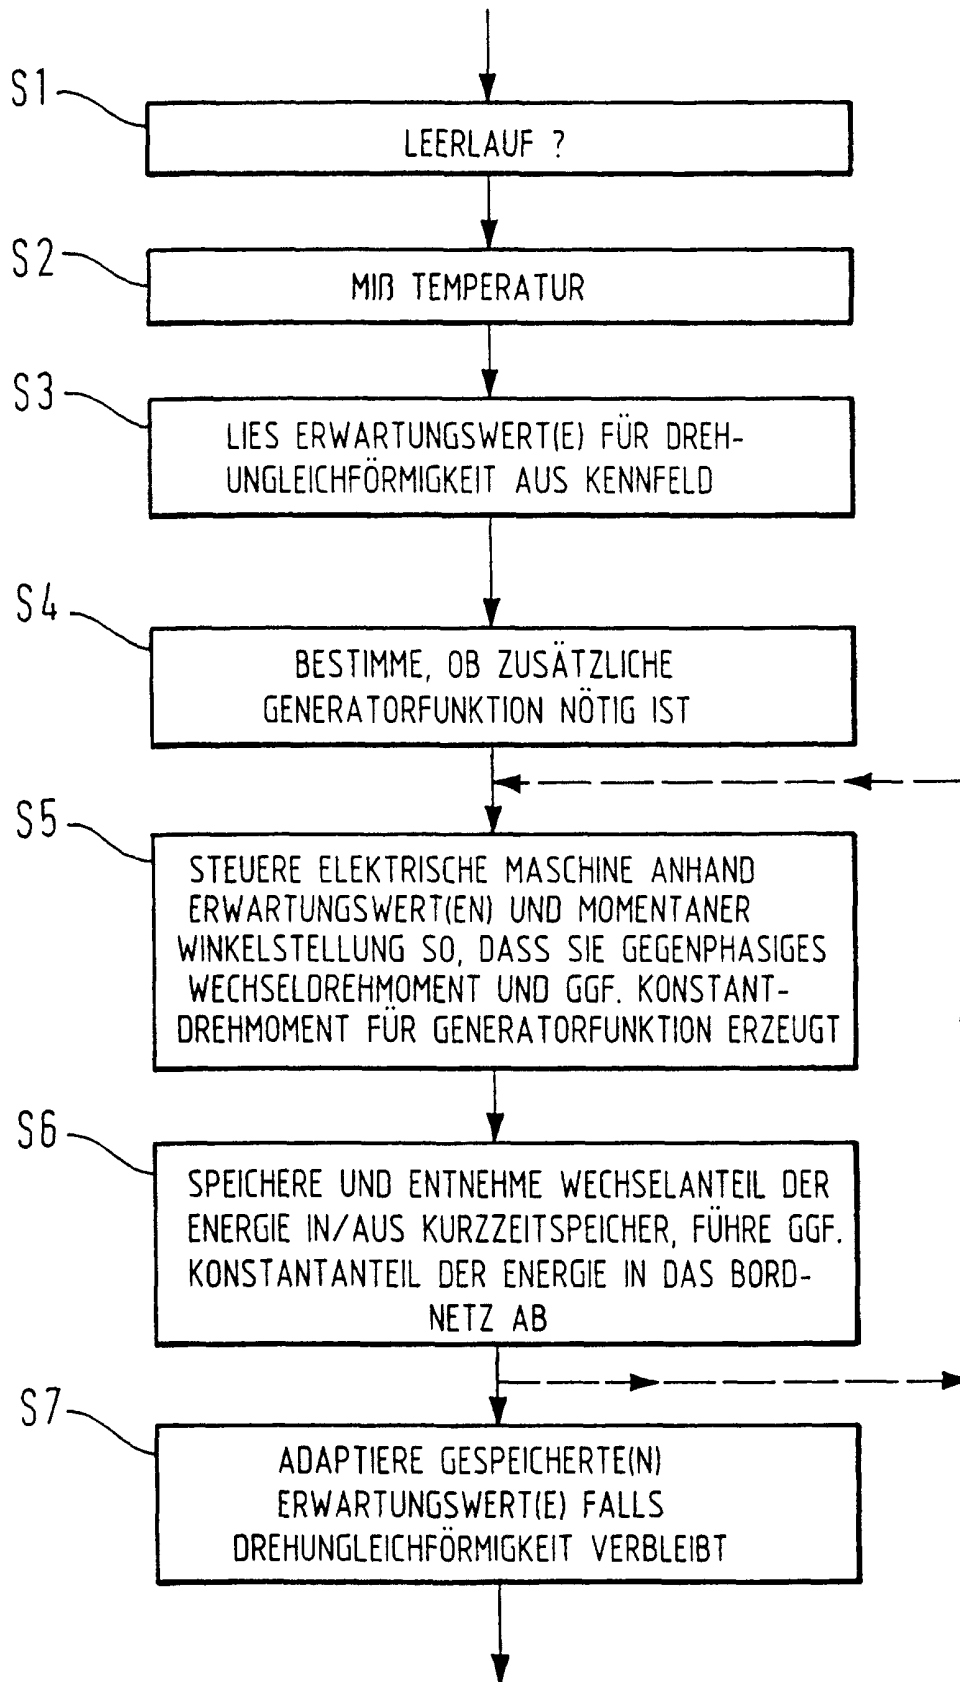 S1
LEERLAUF ?
S2
MIß TEMPERATUR
S3
LIES ERWARTUNGSWERT(E) FÜR DREH-
UNGLEICHFÖRMIGKEIT AUS KENNFELD
S4
BESTIMME, OB ZUSÄTZLICHE
GENERATORFUNKTION NÖTIG IST
S5
STEUERE ELEKTRISCHE MASCHINE ANHAND
ERWARTUNGSWERT(EN) UND MOMENTANER
WINKELSTELLUNG SO, DASS SIE GEGENPHASIGES
WECHSELDREHMOMENT UND GGF. KONSTANT-
DREHMOMENT FÜR GENERATORFUNKTION ERZEUGT
S6
SPEICHERE UND ENTNEHME WECHSELANTEIL DER
ENERGIE IN/AUS KURZZEITSPEICHER, FÜHRE GGF.
KONSTANTANTEIL DER ENERGIE IN DAS BORD-
NETZ AB
S7
ADAPTIERE GESPEICHERTE(N)
ERWARTUNGSWERT(E) FALLS
DREHUNGLEICHFÖRMIGKEIT VERBLEIBT